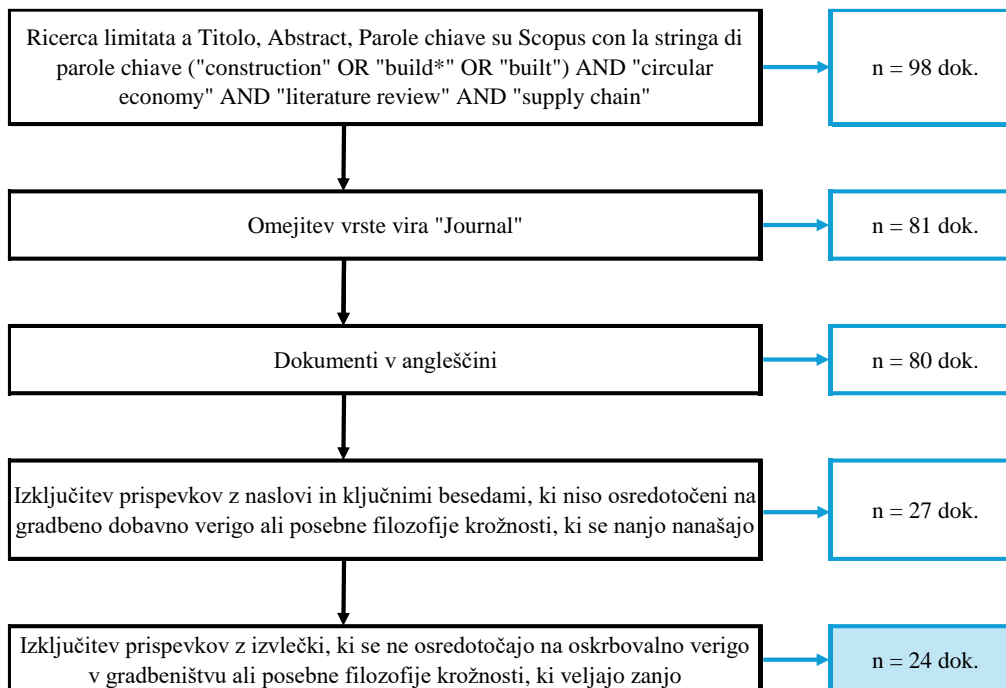 Ricerca limitata a Titolo, Abstract, Parole chiave su Scopus con la stringa di
parole chiave ("construction" OR "build*" OR "built") AND "circular
economy" AND "literature review" AND "supply chain"
n = 98 dok.
Omejitev vrste vira "Journal"
n = 81 dok.
Dokumenti v angleščini
n = 80 dok.
Izključitev prispevkov z naslovi in ključnimi besedami, ki niso osredotočeni na
gradbeno dobavno verigo ali posebne filozofije krožnosti, ki se nanjo nanašajo
n = 27 dok.
Izključitev prispevkov z izvlečki, ki se ne osredotočajo na oskrbovalno verigo
v gradbeništvu ali posebne filozofije krožnosti, ki veljajo zanjo
n = 24 dok.